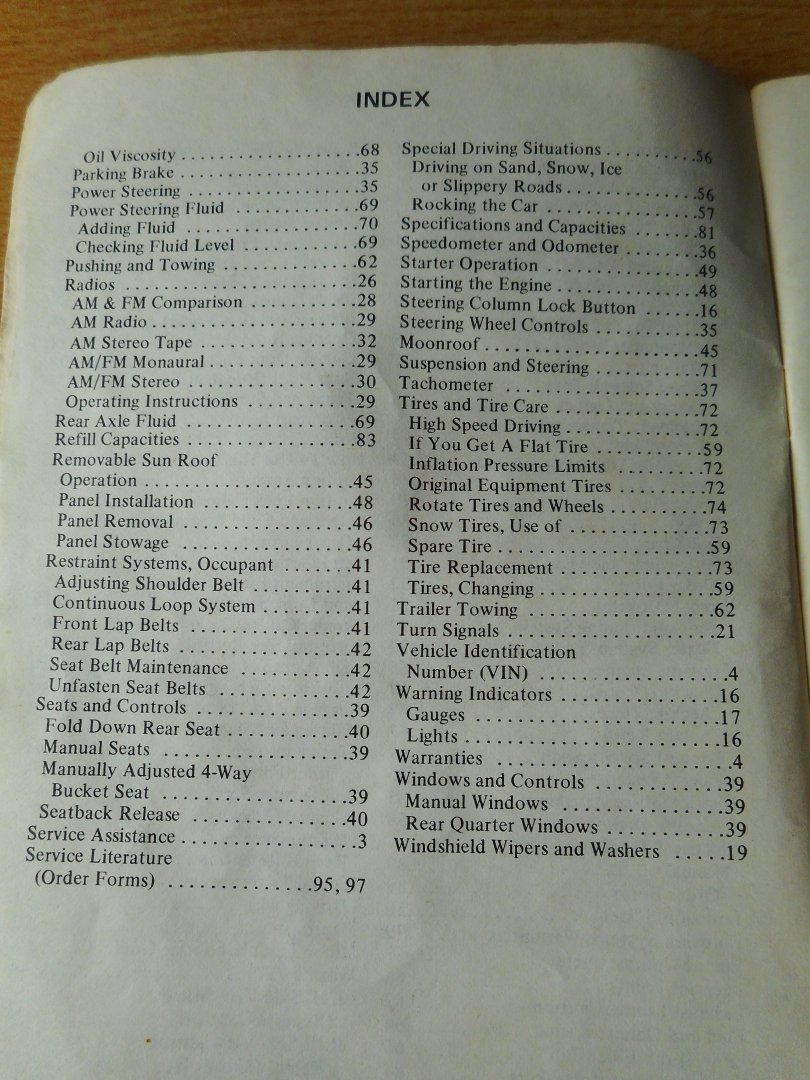 INDEX
Oil Viscosity . . . . . . . . . . . . . . . . . . .68
Parking Brake . . . . . . . . . . . . . . . . . .35
Power Steering . . . . . . . . . . . . . . . . .35
Power Steering Fluid . . . . . . . . . . . .69
Adding Fluid . . . . . . . . . . . . . . . . .70
Checking Fluid Level . . . . . . . . . . .69
Pushing and Towing . . . . . . . . . . . . .62
Radios . . . . . . . . . . . . . . . . . . . . . .26
AM & FM Comparison . . . . . . . . . .28
AM Radio . . . . . . . . . . . . . . . . . . .29
AM Stereo Tape . . . . . . . . . . . . . . .32
AM/FM Monaural . . . . . . . . . . . . . .29
AM/FM Stereo . . . . . . . . . . . . . . . .30
Operating Instructions . . . . . . . . . .29
Rear Axle Fluid . . . . . . . . . . . . . . . .69
Refill Capacities . . . . . . . . . . . . . . . .83
Removable Sun Roof
Operation . . . . . . . . . . . . . . . . . . .45
Panel Installation . . . . . . . . . . . . . .48
Panel Removal . . . . . . . . . . . . . . . .46
Panel Stowage . . . . . . . . . . . . . . . .46
Restraint Systems, Occupant . . . . . . .41
Adjusting Shoulder Belt . . . . . . . . . .41
Continuous Loop System . . . . . . . . .41
Front Lap Belts . . . . . . . . . . . . . . .41
Rear Lap Belts . . . . . . . . . . . . . . . .42
Seat Belt Maintenance . . . . . . . . . . .42
Unfasten Seat Belts . . . . . . . . . . . .42
Seats and Controls . . . . . . . . . . . . . .39
Fold Down Rear Seat . . . . . . . . . . . .40
Manual Seats . . . . . . . . . . . . . . . . .39
Manually Adjusted 4-Way
Bucket Seat . . . . . . . . . . . . . . . . .39
Seatback Release . . . . . . . . . . . . . .40
Service Assistance . . . . . . . . . . . . . . . .3
Service Literature
(Order Forms) . . . . . . . . . . . . . .95, 97
Special Driving Situations . . . . . . . . .56
Driving on Sand, Snow, Ice
or Slippery Roads . . . . . . . . . . . . .56
Rocking the Car . . . . . . . . . . . . . . .57
Specifications and Capacities . . . . . . .81
Speedometer and Odometer . . . . . . . .36
Starter Operation . . . . . . . . . . . . . . .49
Starting the Engine . . . . . . . . . . . . . .48
Steering Column Lock Button . . . . . .16
Steering Wheel Controls . . . . . . . . . .35
Moonroof . . . . . . . . . . . . . . . . . . . .45
Suspension and Steering . . . . . . . . . .71
Tachometer . . . . . . . . . . . . . . . . . .37
Tires and Tire Care . . . . . . . . . . . . . .72
High Speed Driving . . . . . . . . . . . . .72
If You Get A Flat Tire . . . . . . . . . . .59
Inflation Pressure Limits . . . . . . . . .72
Original Equipment Tires . . . . . . . . .72
Rotate Tires and Wheels . . . . . . . . . .74
Snow Tires, Use of . . . . . . . . . . . . . .73
Spare Tire . . . . . . . . . . . . . . . . . . .59
Tire Replacement . . . . . . . . . . . . . .73
Tires, Changing . . . . . . . . . . . . . . . .59
Trailer Towing . . . . . . . . . . . . . . . . .62
Turn Signals . . . . . . . . . . . . . . . . . . .21
Vehicle Identification
Number (VIN) . . . . . . . . . . . . . . . . .4
Warning Indicators . . . . . . . . . . . . . .16
Gauges . . . . . . . . . . . . . . . . . . . . .17
Lights . . . . . . . . . . . . . . . . . . . . . .16
Warranties . . . . . . . . . . . . . . . . . . . .4
Windows and Controls . . . . . . . . . . . .39
Manual Windows . . . . . . . . . . . . . .39
Rear Quarter Windows . . . . . . . . . .39
Windshield Wipers and Washers . . . . .19